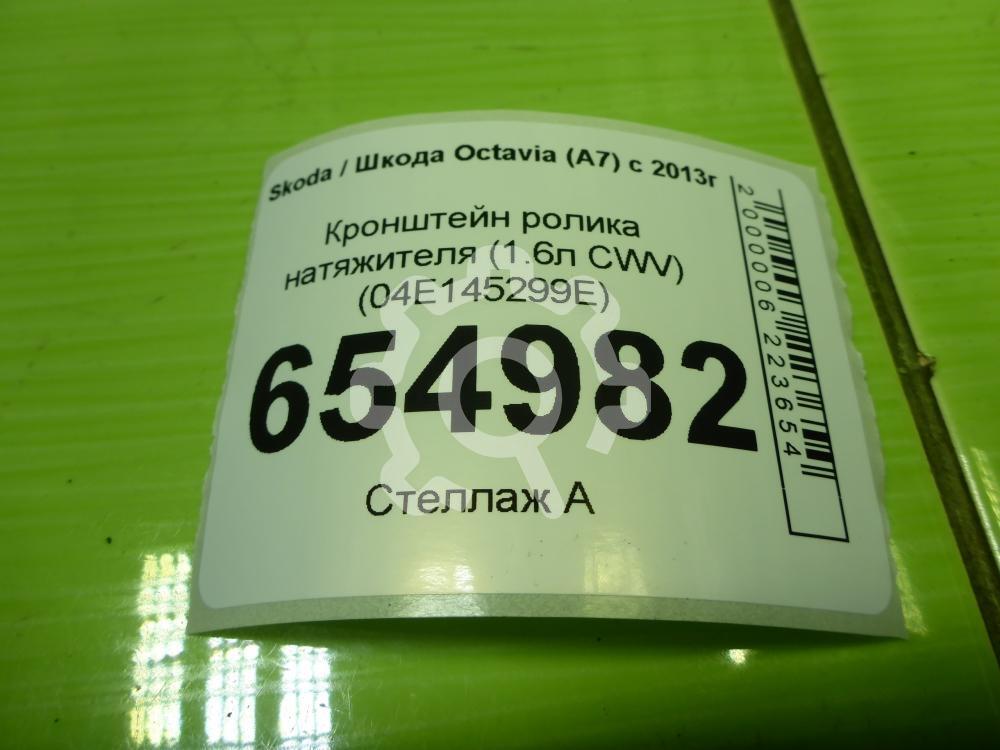 Skoda / Шкода Octavia (A7) с 2013г
Кронштейн ролика
натяжителя (1.6л CWV)
(04E145299E)
654982
Стеллаж А
2000006223654